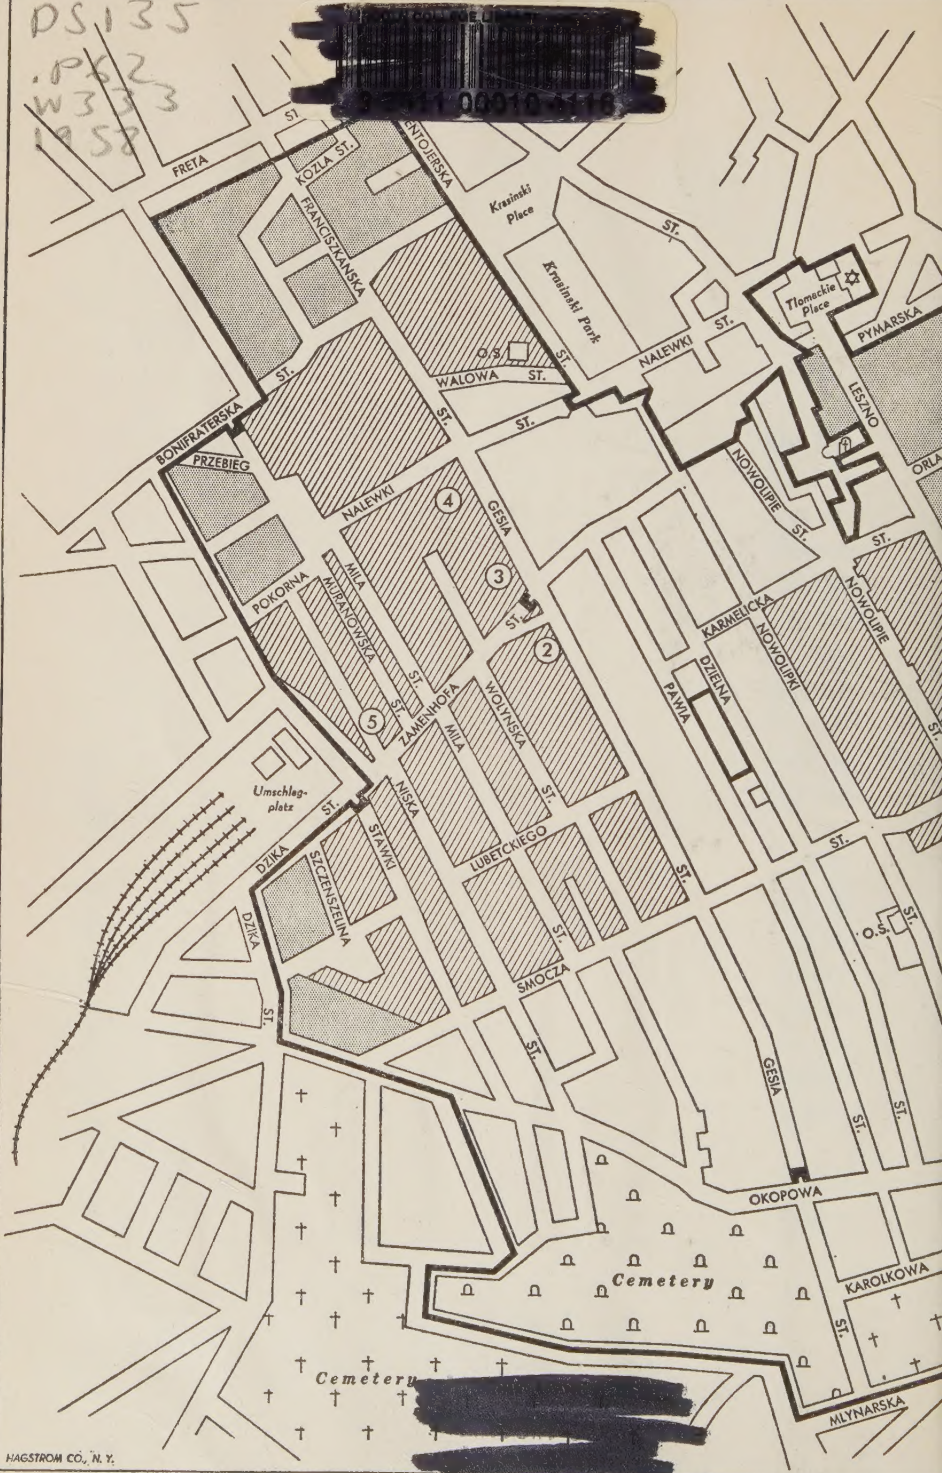 DS135
.P62
W333
1958
FRETA
ST
KOZLA ST.
FRANCISZKANSKA
ENTOJERSKA
Krasinski
Place
ST.
Krasinski Park
Tlomackie
Place
PYMARSKA
NALEWKI ST.
ST.
O.S.
WALOWA ST.
ST.
LESZNO
BONIFRATERSKA
ST.
ST.
PRZEBIEG
ORLA
NOWOLIPIE
ST.
NALEWKI
4
GESIA
ST.
3
MILA
MURANOWSKA
POKORNA
ST.
2
KARMELICKA
NOWOLIPKI
NOWOLIPIE
DZIELNA
PAWIA
ST.
ST.
5
ZAMENHOFA
WOLYNSKA
MILA
ST.
Umschlag-
platz
ST.
NISKA
ST.
DZIKA
STAWKI
LUBETCKIEGO
ST.
SZCZENSZELINA
ST.
DZIKA
ST.
ST.
O.S.
ST.
SMOCZA
ST.
GESIA
ST.
ST.
OKOPOWA
Cemetery
KAROLKOWA
ST.
Cemetery
MLYNARSKA
HAGSTROM CO., N. Y.